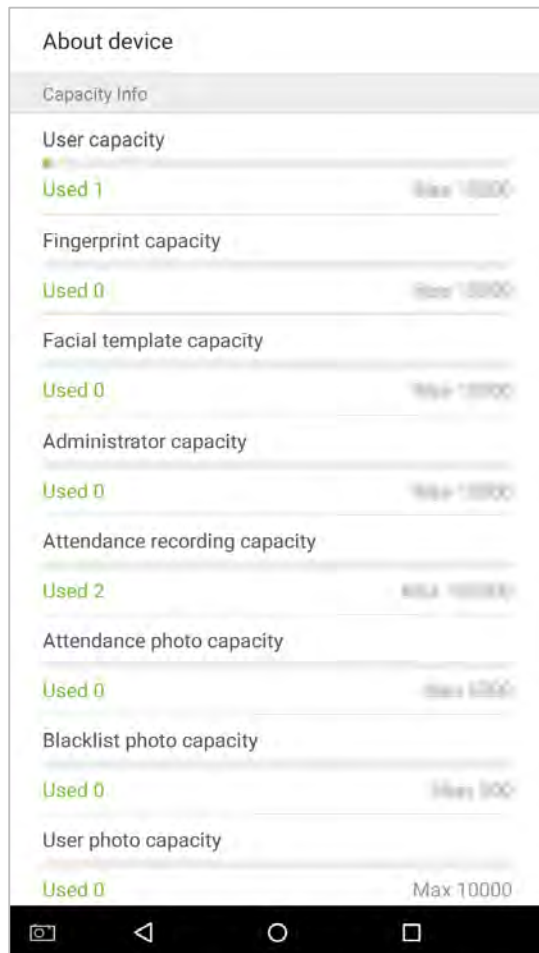 About device
Capacity Info
User capacity
Used 1
Fingerprint capacity
Used 0
Facial template capacity
Used 0
Administrator capacity
Used 0
Attendance recording capacity
Used 2
Attendance photo capacity
Used 0
Blacklist photo capacity
Used 0
User photo capacity
Used 0 Max 10000